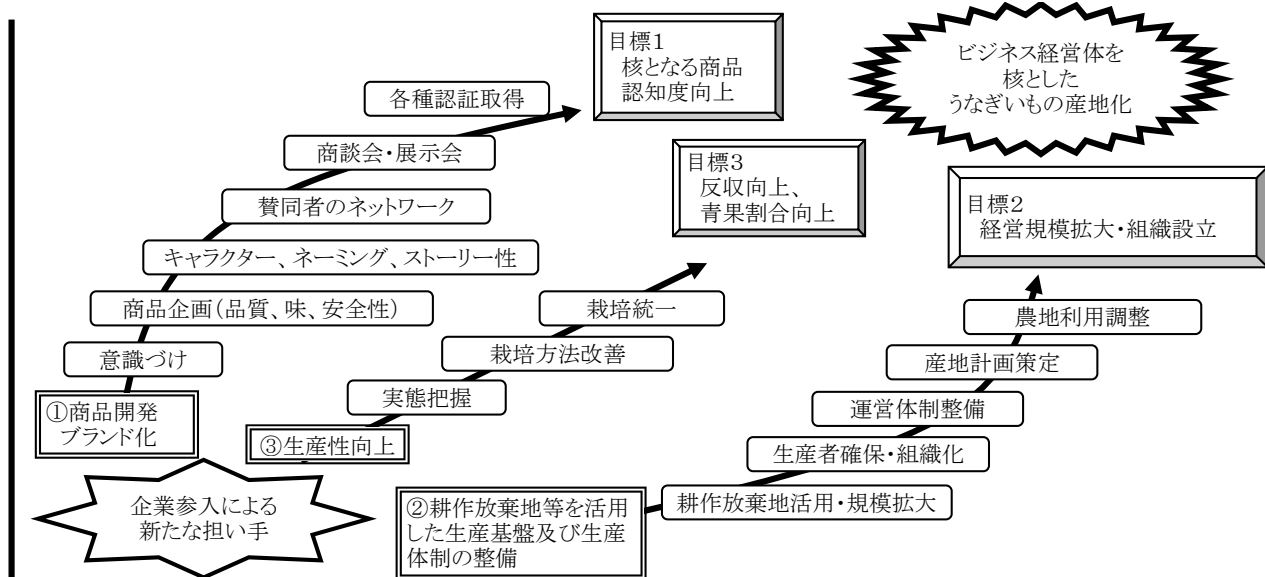 目標1
核となる商品
認知度向上
ビジネス経営体を
核とした
うなぎいもの産地化
各種認証取得
商談会・展示会
目標3
反収向上、
青果割合向上
賛同者のネットワーク
目標2
経営規模拡大・組織設立
キャラクター、ネーミング、ストーリー性
商品企画(品質、味、安全性)
栽培統一
農地利用調整
意識づけ
栽培方法改善
産地計画策定
①商品開発
ブランド化
実態把握
運営体制整備
③生産性向上
生産者確保・組織化
企業参入による
新たな担い手
②耕作放棄地等を活用
した生産基盤及び生産
体制の整備
耕作放棄地活用・規模拡大